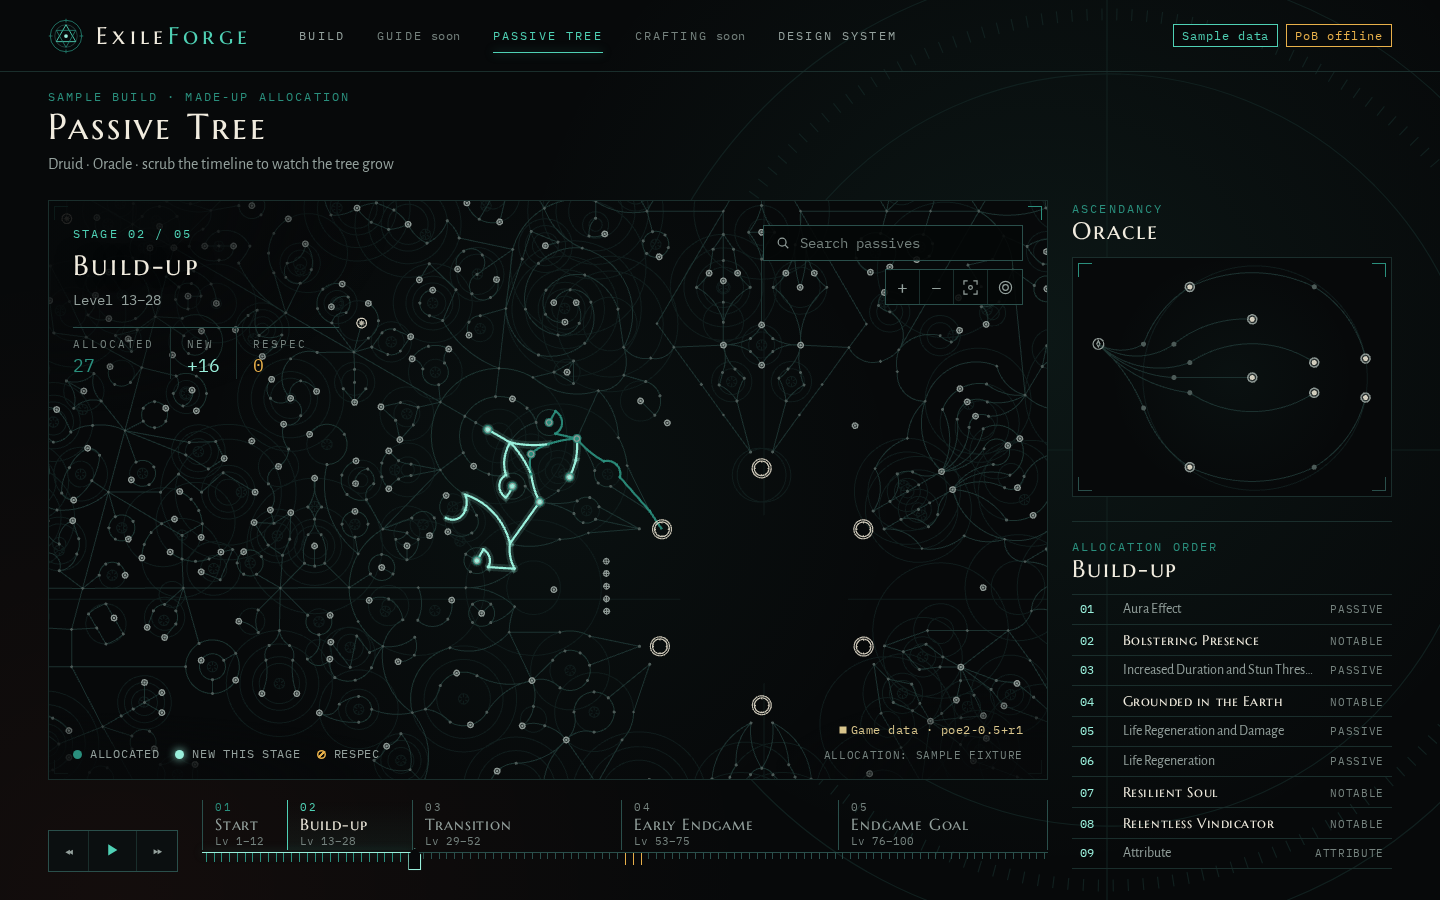 ExileForge
BUILD
GUIDE soon
PASSIVE TREE
CRAFTING soon
DESIGN SYSTEM
Sample data
PoB offline
SAMPLE BUILD · MADE-UP ALLOCATION
Passive Tree
Druid · Oracle · scrub the timeline to watch the tree grow
STAGE 02 / 05
Build-up
Level 13–28
ALLOCATED NEW RESPEC
27 +16 0
Search passives
Game data · poe2-0.5+r1
ALLOCATION: SAMPLE FIXTURE
ALLOCATED NEW THIS STAGE RESPEC
ASCENDANCY
Oracle
ALLOCATION ORDER
Build-up
01 Aura Effect PASSIVE
02 Bolstering Presence NOTABLE
03 Increased Duration and Stun Thres… PASSIVE
04 Grounded in the Earth NOTABLE
05 Life Regeneration and Damage PASSIVE
06 Life Regeneration PASSIVE
07 Resilient Soul NOTABLE
08 Relentless Vindicator NOTABLE
09 Attribute ATTRIBUTE
01
Start
Lv 1–12
02
Build-up
Lv 13–28
03
Transition
Lv 29–52
04
Early Endgame
Lv 53–75
05
Endgame Goal
Lv 76–100